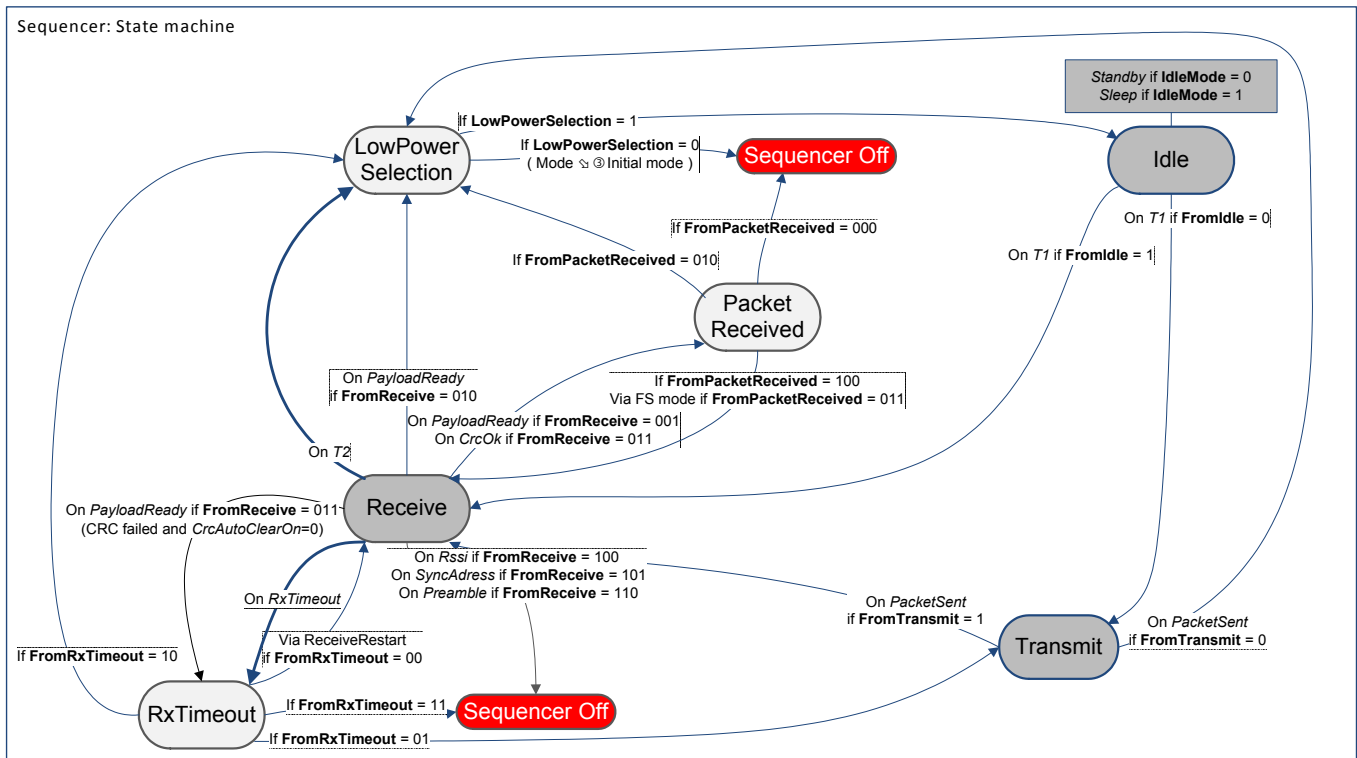 Sequencer: State machine
Standby if IdleMode = 0
Sleep if IdleMode = 1
If LowPowerSelection = 1
LowPower
Selection
If LowPowerSelection = 0
( Mode ⇘ ③ Initial mode )
Sequencer Off
Idle
On T1 if FromIdle = 0
If FromPacketReceived = 000
On T1 if FromIdle = 1
If FromPacketReceived = 010
Packet
Received
On PayloadReady
if FromReceive = 010
If FromPacketReceived = 100
Via FS mode if FromPacketReceived = 011
On PayloadReady if FromReceive = 001
On CrcOk if FromReceive = 011
On T2
Receive
On PayloadReady if FromReceive = 011
(CRC failed and CrcAutoClearOn=0)
On Rssi if FromReceive = 100
On SyncAdress if FromReceive = 101
On Preamble if FromReceive = 110
On RxTimeout
On PacketSent
if FromTransmit = 1
On PacketSent
if FromTransmit = 0
Via ReceiveRestart
if FromRxTimeout = 00
Transmit
If FromRxTimeout = 10
RxTimeout
If FromRxTimeout = 11
Sequencer Off
If FromRxTimeout = 01